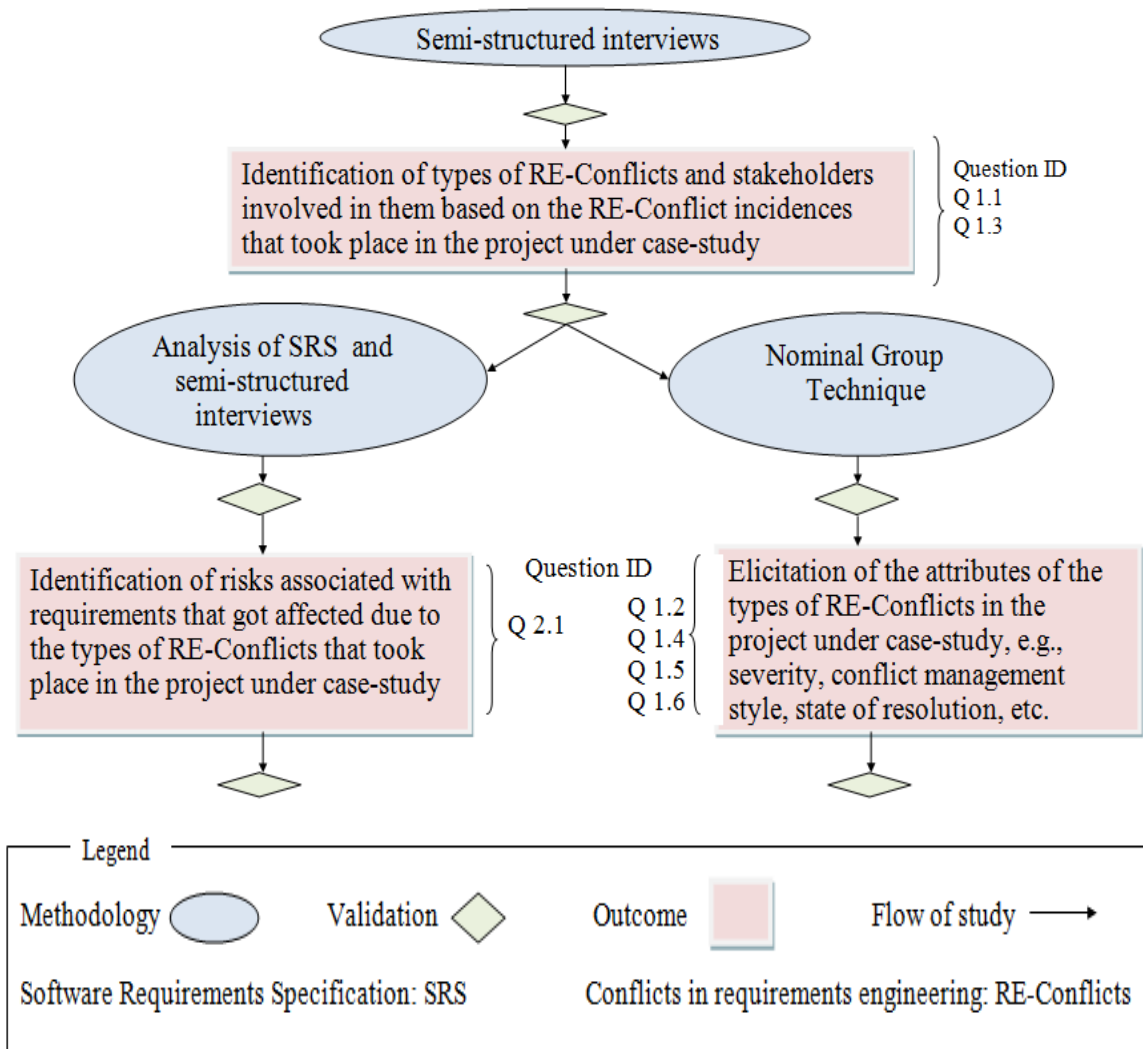 Semi-structured interviews
Identification of types of RE-Conflicts and stakeholders
involved in them based on the RE-Conflict incidences
that took place in the project under case-study
Question ID
Q 1.1
Q 1.3
Analysis of SRS and
semi-structured
interviews
Nominal Group
Technique
Identification of risks associated with
requirements that got affected due to
the types of RE-Conflicts that took
place in the project under case-study
Question ID
Q 2.1
Q 1.2
Q 1.4
Q 1.5
Q 1.6
Elicitation of the attributes of the
types of RE-Conflicts in the
project under case-study, e.g.,
severity, conflict management
style, state of resolution, etc.
Legend
Methodology
Validation
Outcome
Flow of study
Software Requirements Specification: SRS
Conflicts in requirements engineering: RE-Conflicts